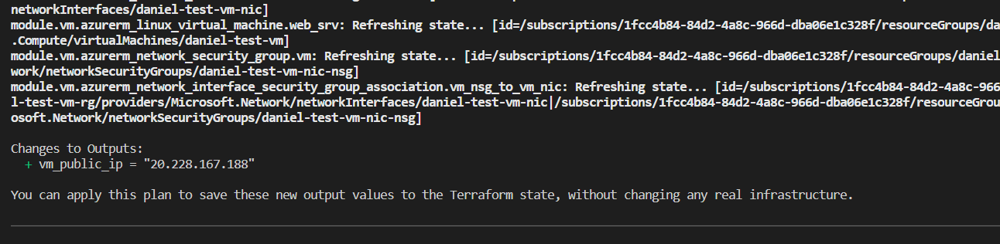 networkInterfaces/daniel-test-vm-nic]
module.vm.azurerm_linux_virtual_machine.web_srv: Refreshing state... [id=/subscriptions/1fcc4b84-84d2-4a8c-966d-dba06e1c328f/resourceGroups/da
.Compute/virtualMachines/daniel-test-vm]
module.vm.azurerm_network_security_group.vm: Refreshing state... [id=/subscriptions/1fcc4b84-84d2-4a8c-966d-dba06e1c328f/resourceGroups/daniel
work/networkSecurityGroups/daniel-test-vm-nic-nsg]
module.vm.azurerm_network_interface_security_group_association.vm_nsg_to_vm_nic: Refreshing state... [id=/subscriptions/1fcc4b84-84d2-4a8c-966
l-test-vm-rg/providers/Microsoft.Network/networkInterfaces/daniel-test-vm-nic|/subscriptions/1fcc4b84-84d2-4a8c-966d-dba06e1c328f/resourceGrou
osoft.Network/networkSecurityGroups/daniel-test-vm-nic-nsg]
Changes to Outputs:
+ vm_public_ip = "20.228.167.188"
You can apply this plan to save these new output values to the Terraform state, without changing any real infrastructure.